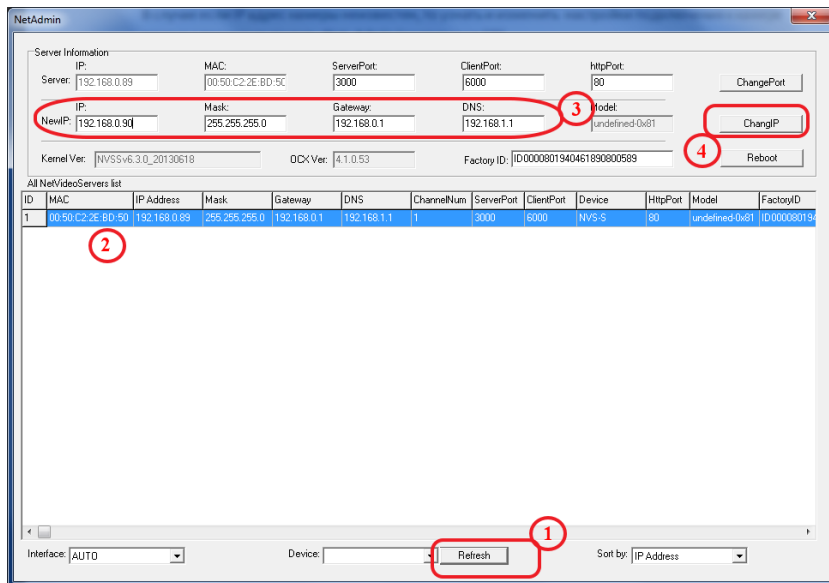 NetAdmin
Server Information
IP: MAC: ServerPort: ClientPort: httpPort:
Server: 192.168.0.89 00:50:C2:2E:BD:50 3000 6000 80 ChangePort
IP: Mask: Gateway: DNS: 3 Model:
NewIP: 192.168.0.90 255.255.255.0 192.168.0.1 192.168.1.1 undefined-0x81 ChangIP
4
Kernel Ver: NVSSv6.3.0_20130618 OCX Ver: 4.1.0.53 Factory ID: ID0000801940461890800589 Reboot
All NetVideoServers list
ID MAC IP Address Mask Gateway DNS ChannelNum ServerPort ClientPort Device HttpPort Model FactoryID
1 00:50:C2:2E:BD:50 192.168.0.89 255.255.255.0 192.168.0.1 192.168.1.1 1 3000 6000 NVS-S 80 undefined-0x81 ID000080194
2
1
Interface: AUTO Device: Refresh Sort by: IP Address